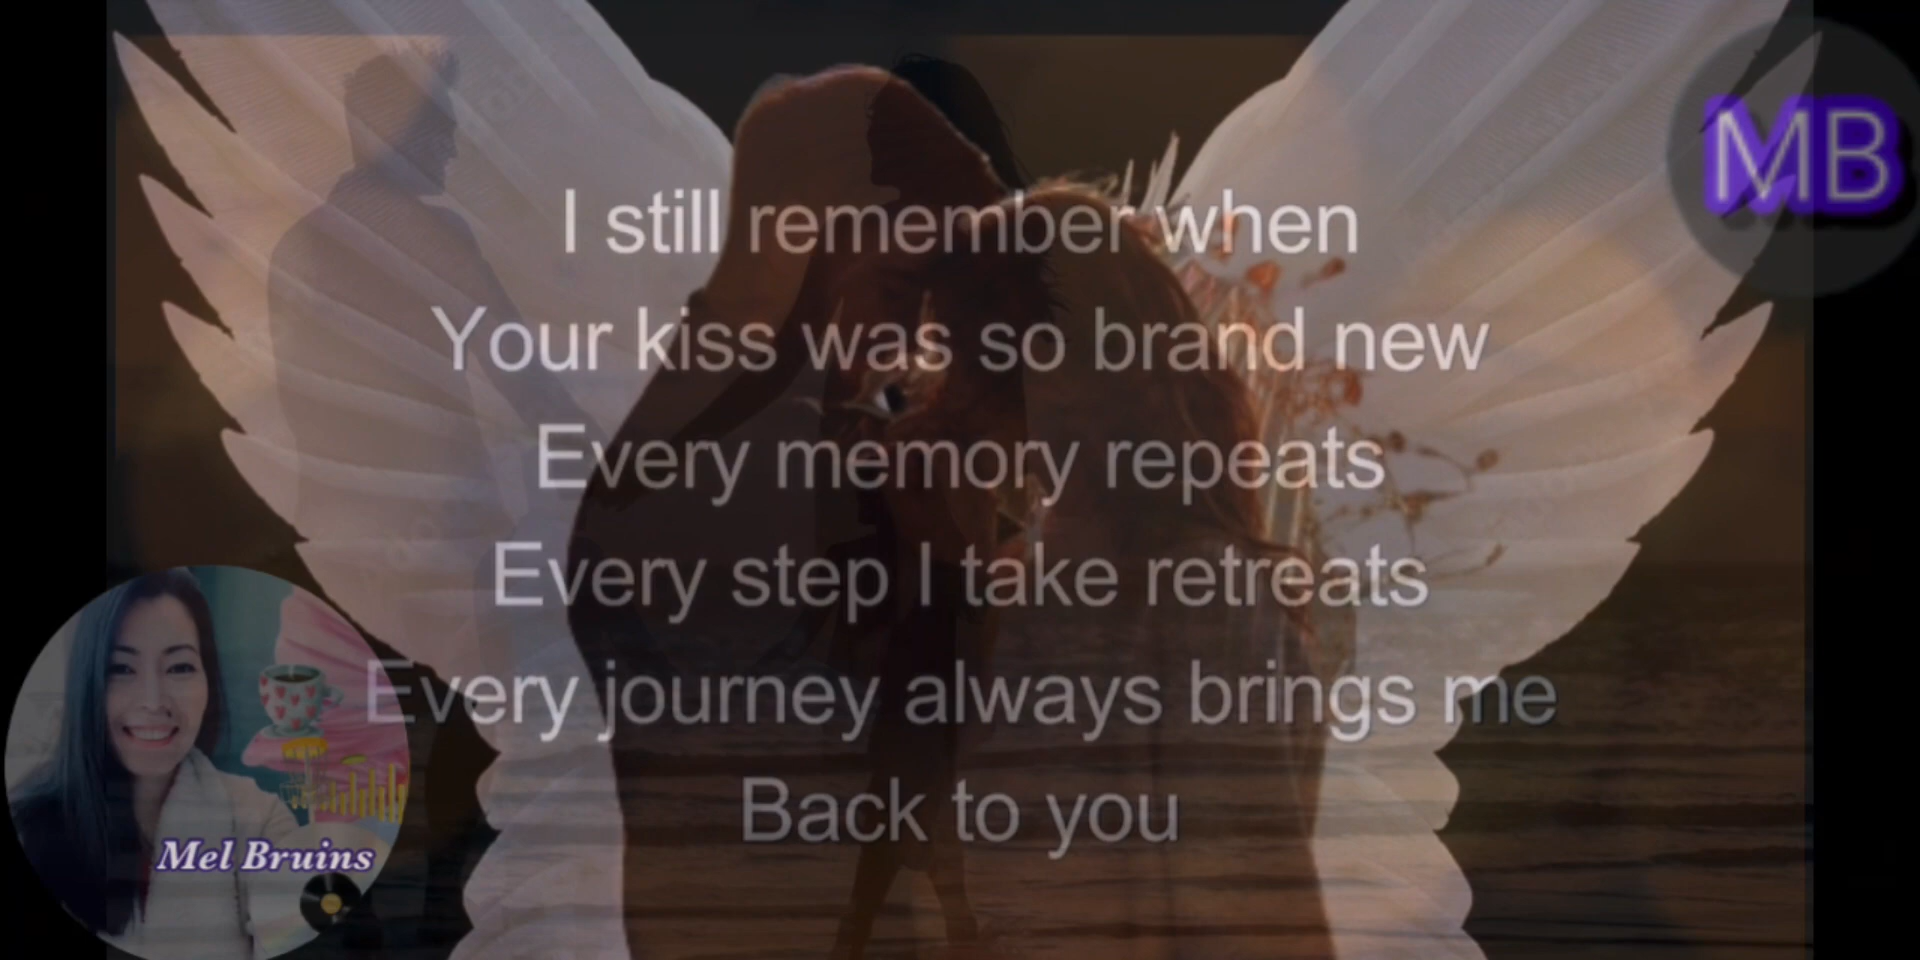 MB
I still remember when
Your kiss was so brand new
Every memory repeats
Every step I take retreats
Every journey always brings me
Back to you
Mel Bruins